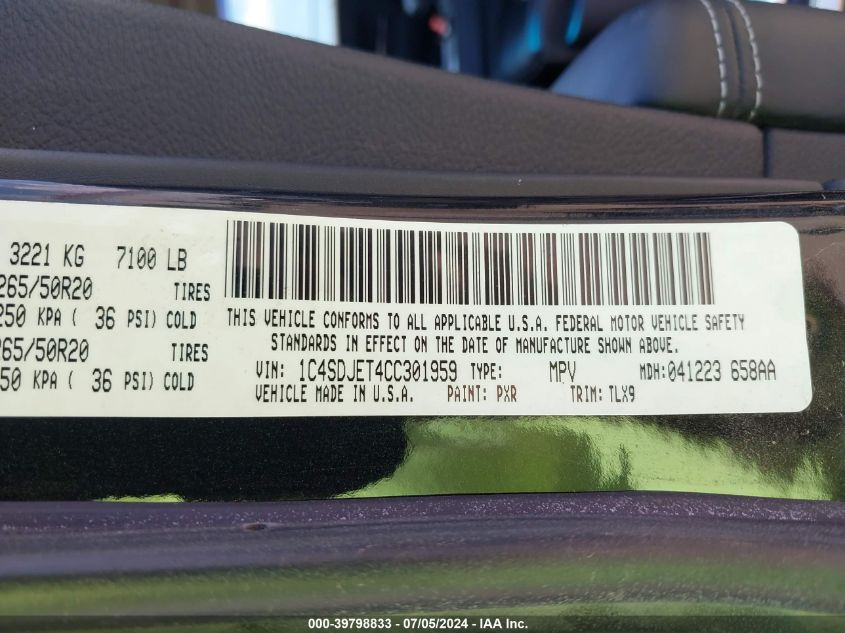 3221 KG 7100 LB
265/50R20 TIRES
250 KPA ( 36 PSI) COLD
265/50R20 TIRES
50 KPA ( 36 PSI) COLD
THIS VEHICLE CONFORMS TO ALL APPLICABLE U.S.A. FEDERAL MOTOR VEHICLE SAFETY
STANDARDS IN EFFECT ON THE DATE OF MANUFACTURE SHOWN ABOVE.
VIN: 1C4SDJET4CC301959 TYPE: MPV MDH:041223 658AA
VEHICLE MADE IN U.S.A. PAINT: PXR TRIM: TLX9
000-39798833 - 07/05/2024 - IAA Inc.